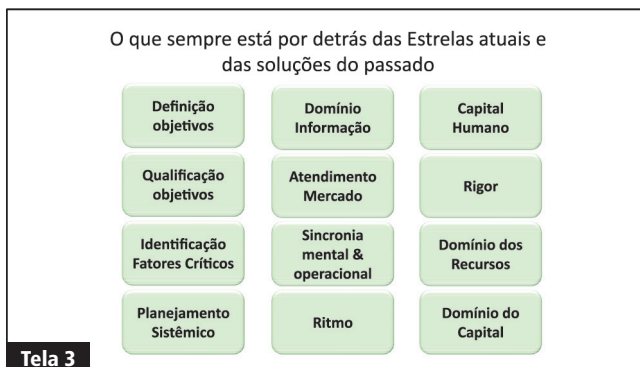 O que sempre está por detrás das Estrelas atuais e
das soluções do passado
Definição
objetivos
Domínio
Informação
Capital
Humano
Qualificação
objetivos
Atendimento
Mercado
Rigor
Identificação
Fatores Críticos
Sincronia
mental &
operacional
Domínio dos
Recursos
Planejamento
Sistêmico
Ritmo
Domínio do
Capital
Tela 3